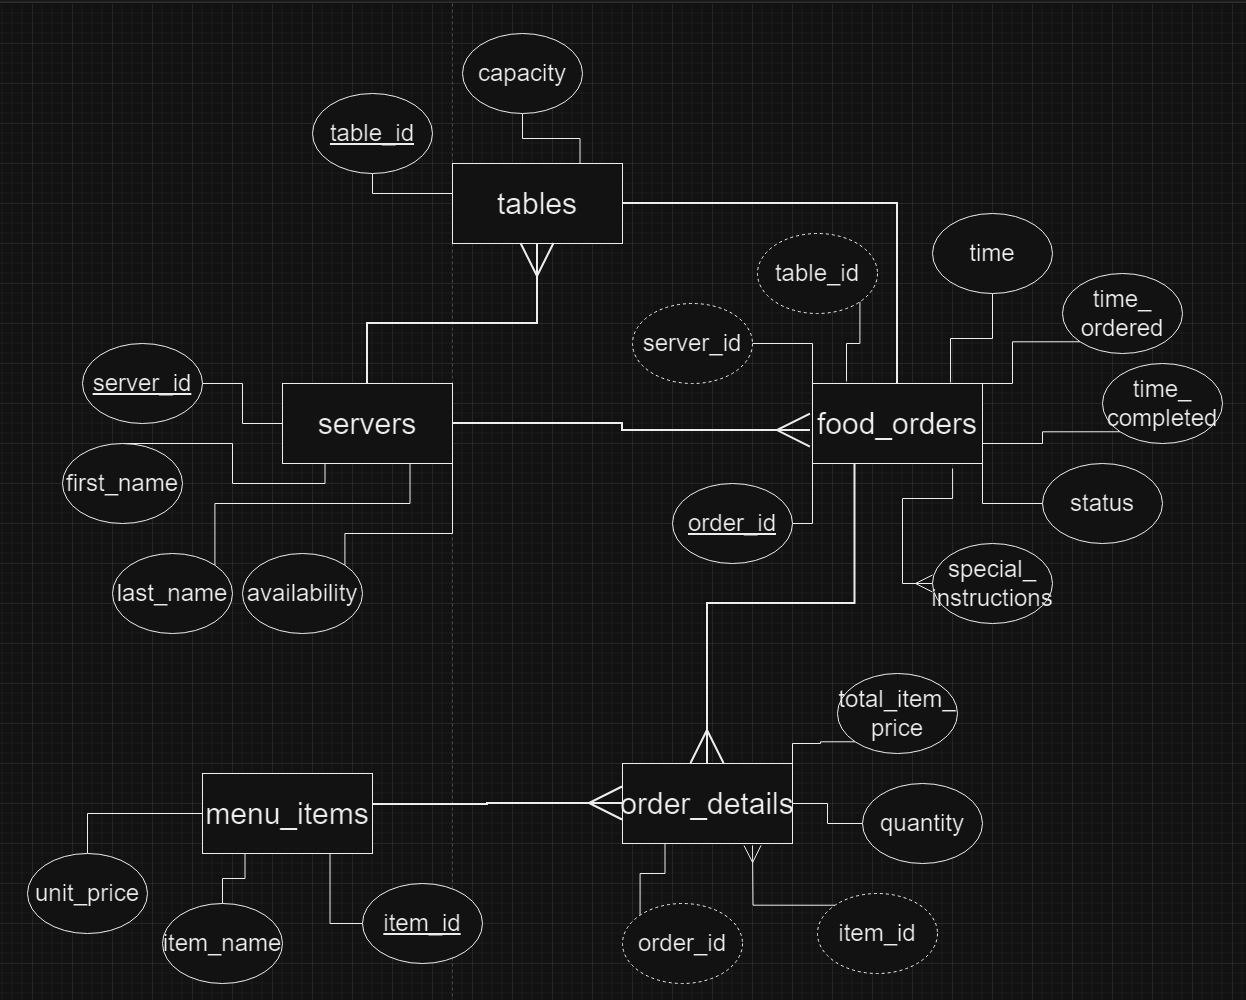 capacity
table_id
tables
time
table_id
time_
ordered
server_id
server_id
time_
completed
servers
food_orders
first_name
order_id
status
last_name
availability
special_
instructions
total_item_
price
menu_items
order_details
quantity
unit_price
item_name
item_id
order_id
item_id